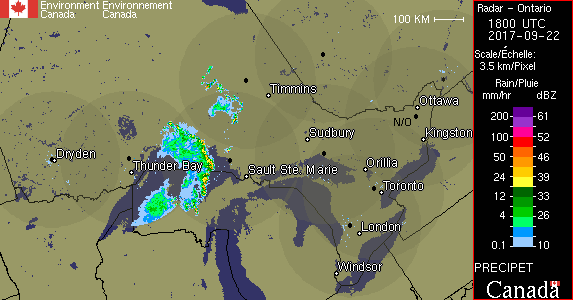 Environment Environnement
Canada Canada
100 KM
Timmins
Ottawa
N/O
Sudbury
Kingston
Dryden
Thunder Bay
Sault Ste. Marie
Orillia
Toronto
London
Windsor
Radar - Ontario
1800 UTC
2017-09-22
Scale/Échelle:
3.5 km/Pixel
Rain/Pluie
mm/hr dBZ
200 61
100 52
50 46
24 39
12 33
4 26
0.1 10
PRECIPET
Canada